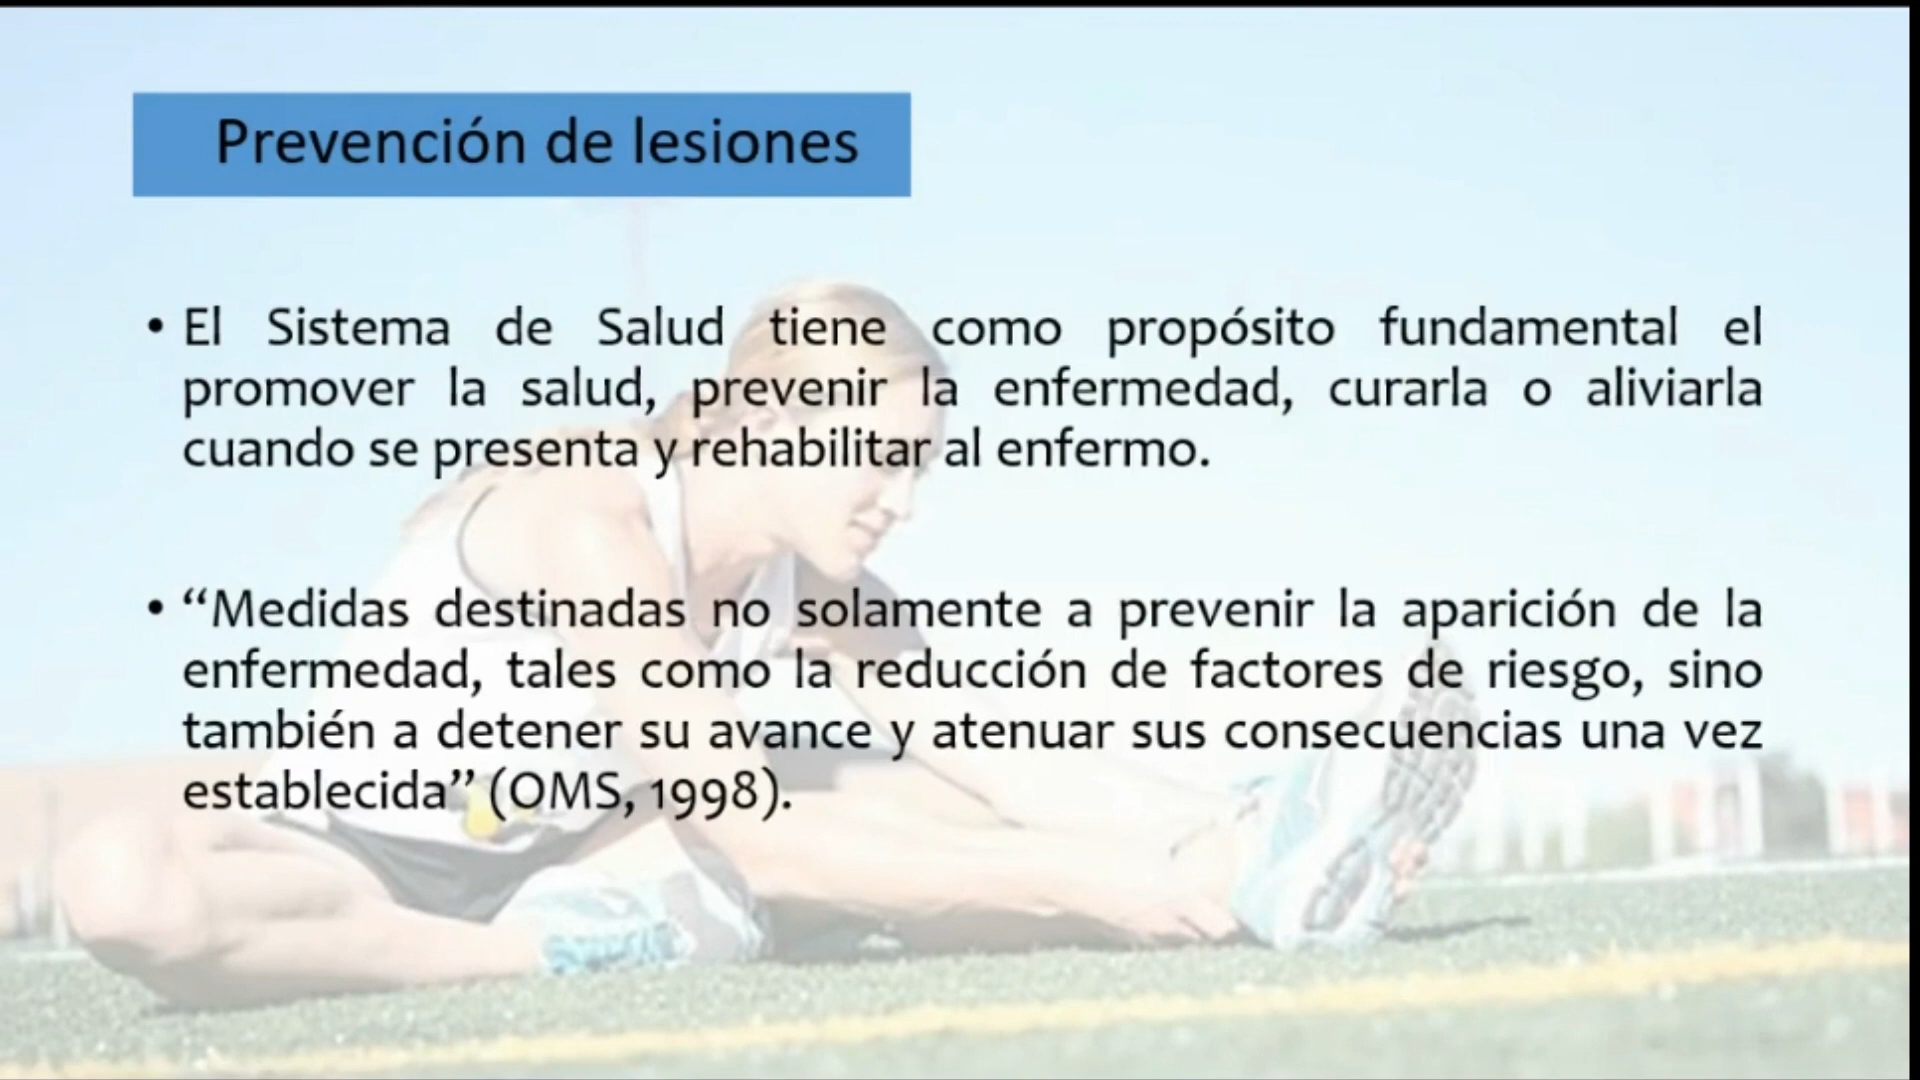 Prevención de lesiones
• El Sistema de Salud tiene como propósito fundamental el
promover la salud, prevenir la enfermedad, curarla o aliviarla
cuando se presenta y rehabilitar al enfermo.
• “Medidas destinadas no solamente a prevenir la aparición de la
enfermedad, tales como la reducción de factores de riesgo, sino
también a detener su avance y atenuar sus consecuencias una vez
establecida” (OMS, 1998).